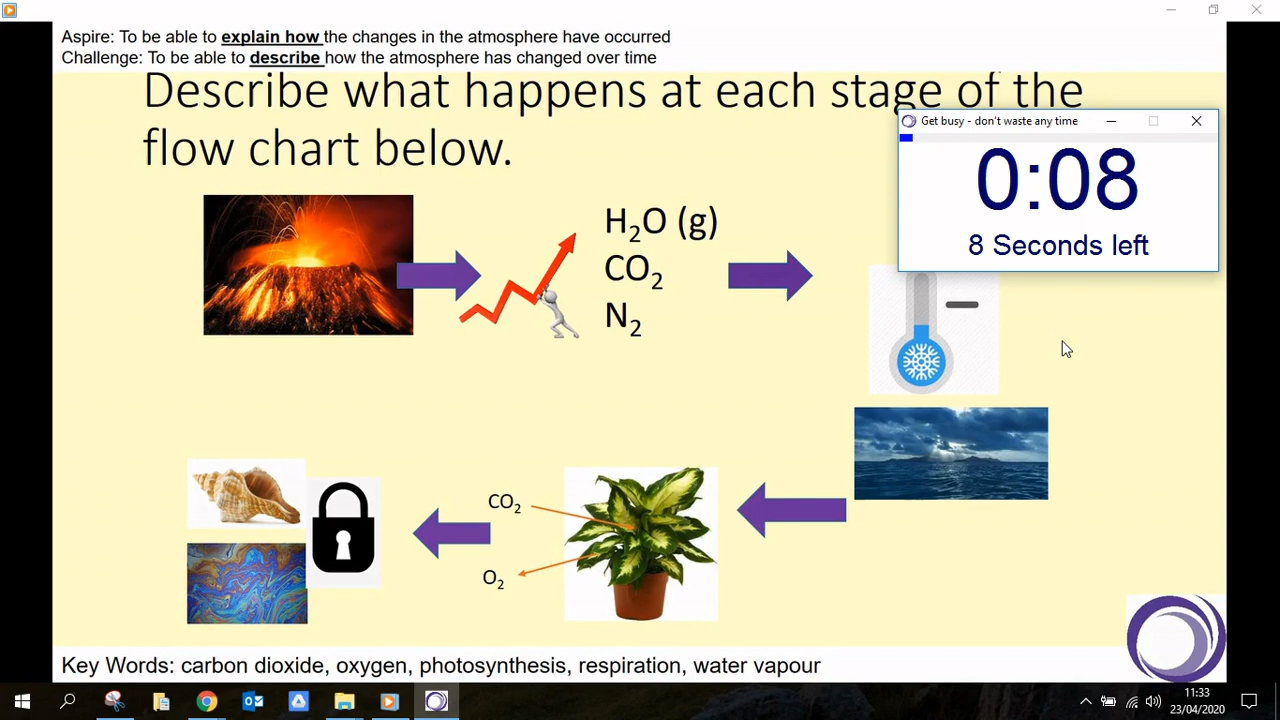 Aspire: To be able to explain how the changes in the atmosphere have occurred
Challenge: To be able to describe how the atmosphere has changed over time
Describe what happens at each stage of the
flow chart below.
Get busy - don't waste any time
0:08
8 Seconds left
H₂O (g)
CO₂
N₂
CO₂
O₂
Key Words: carbon dioxide, oxygen, photosynthesis, respiration, water vapour
11:33
23/04/2020